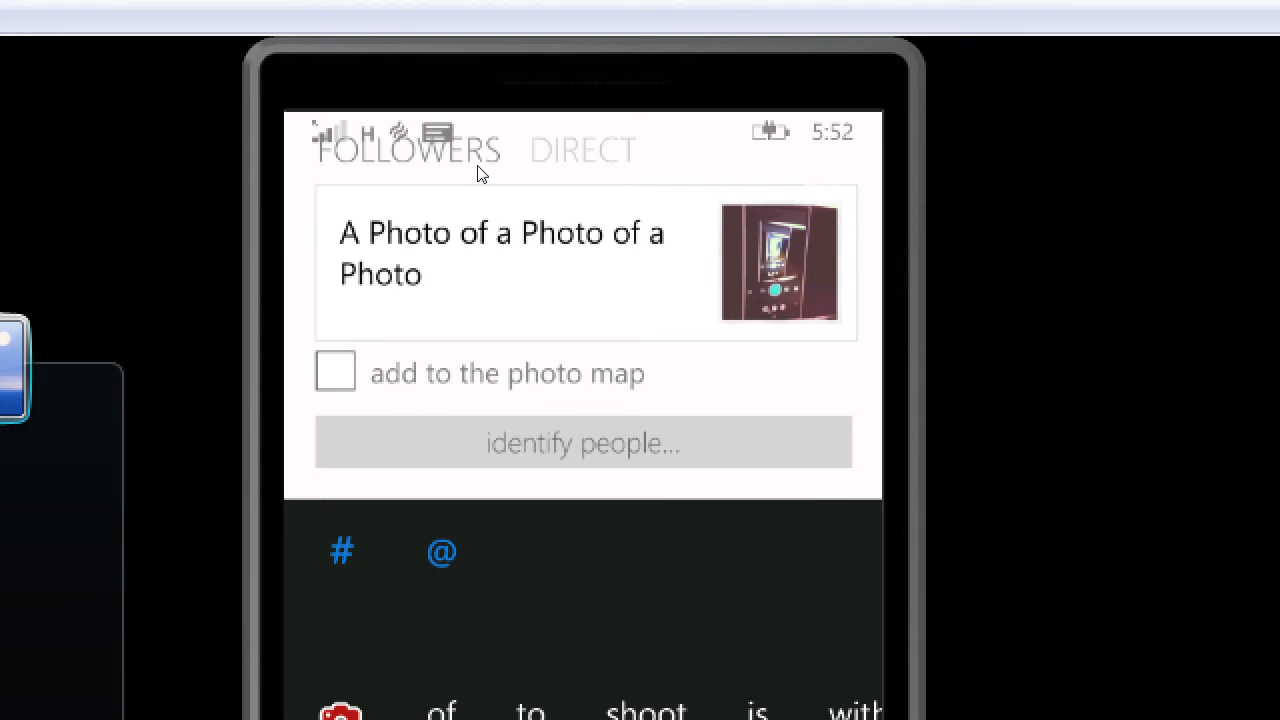 H 5:52
FOLLOWERS DIRECT
A Photo of a Photo of a
Photo
add to the photo map
identify people...
# @
of to shoot is with